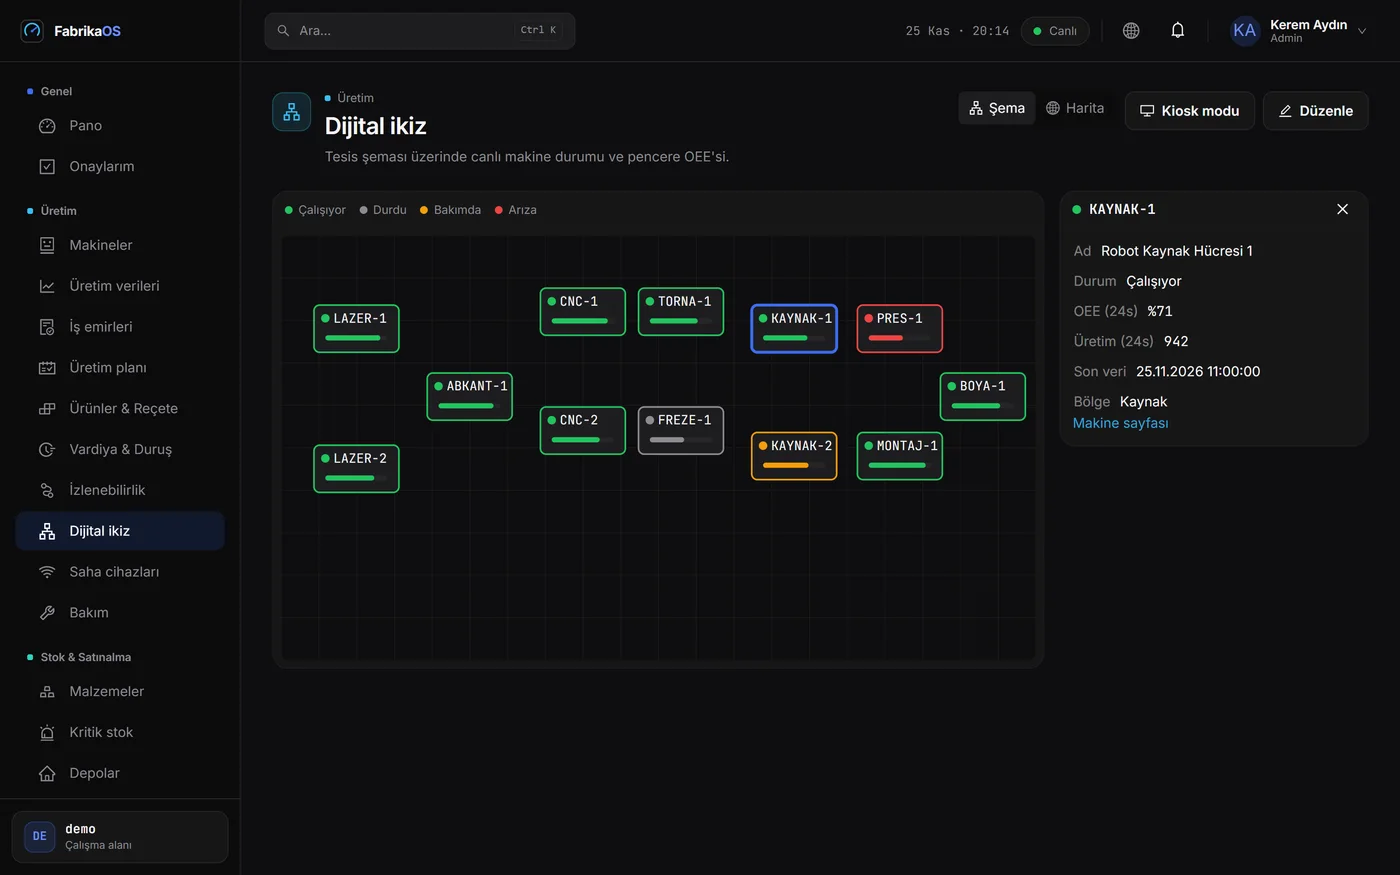 FabrikaOS
Ara...
Ctrl K
25 Kas · 20:14
Canlı
KA
Kerem Aydın
Admin
Genel
Pano
Onaylarım
Üretim
Makineler
Üretim verileri
İş emirleri
Üretim planı
Ürünler & Reçete
Vardiya & Duruş
İzlenebilirlik
Dijital ikiz
Saha cihazları
Bakım
Stok & Satınalma
Malzemeler
Kritik stok
Depolar
DE
demo
Çalışma alanı
Üretim
Dijital ikiz
Tesis şeması üzerinde canlı makine durumu ve pencere OEE'si.
Şema
Harita
Kiosk modu
Düzenle
Çalışıyor
Durdu
Bakımda
Arıza
LAZER-1
CNC-1
TORNA-1
KAYNAK-1
PRES-1
ABKANT-1
BOYA-1
CNC-2
FREZE-1
KAYNAK-2
MONTAJ-1
LAZER-2
KAYNAK-1
Ad Robot Kaynak Hücresi 1
Durum Çalışıyor
OEE (24s) %71
Üretim (24s) 942
Son veri 25.11.2026 11:00:00
Bölge Kaynak
Makine sayfası